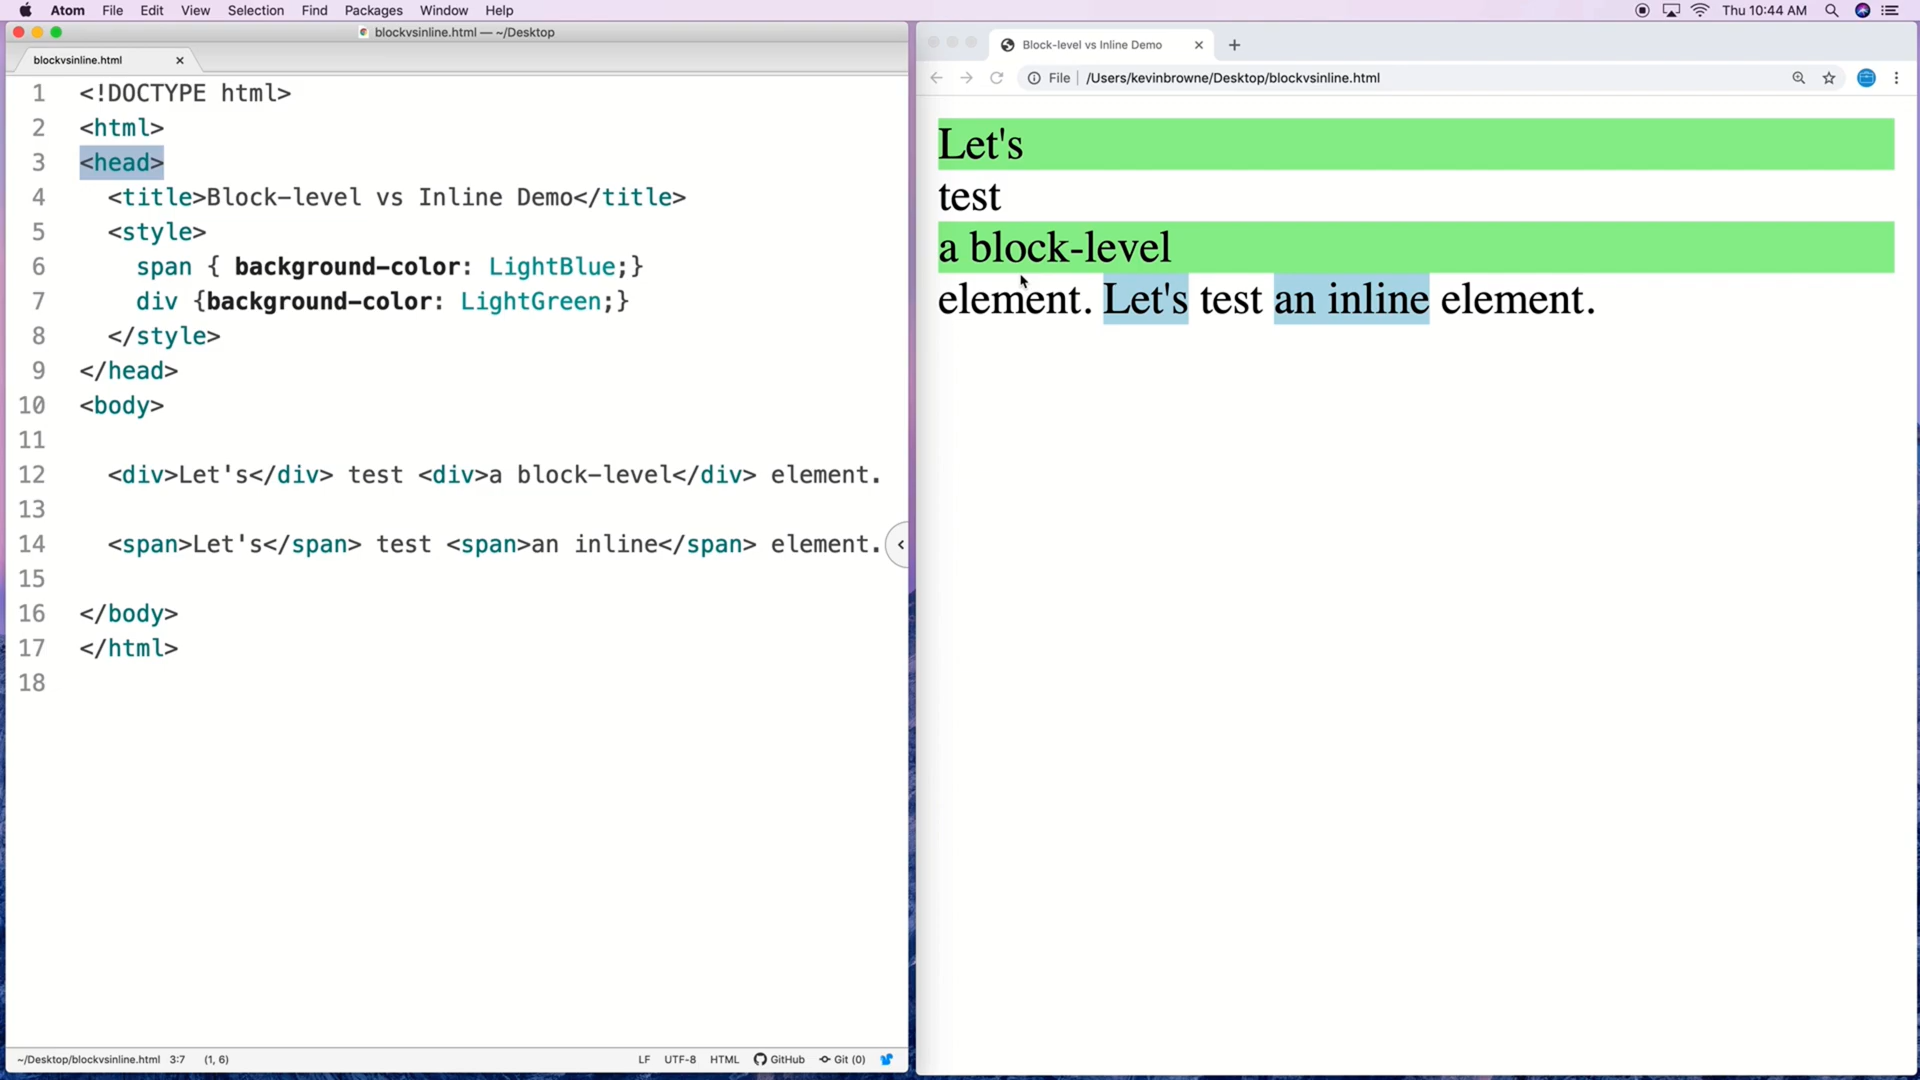 Atom File Edit View Selection Find Packages Window Help
Thu 10:44 AM
blockvsinline.html — ~/Desktop
blockvsinline.html
1 <!DOCTYPE html>
2 <html>
3 <head>
4 <title>Block-level vs Inline Demo</title>
5 <style>
6 span { background-color: LightBlue;}
7 div {background-color: LightGreen;}
8 </style>
9 </head>
10 <body>
11
12 <div>Let's</div> test <div>a block-level</div> element.
13
14 <span>Let's</span> test <span>an inline</span> element.
15
16 </body>
17 </html>
18
~/Desktop/blockvsinline.html 3:7 (1, 6)
LF UTF-8 HTML GitHub Git (0)
Block-level vs Inline Demo
File /Users/kevinbrowne/Desktop/blockvsinline.html
Let's
test
a block-level
element. Let's test an inline element.